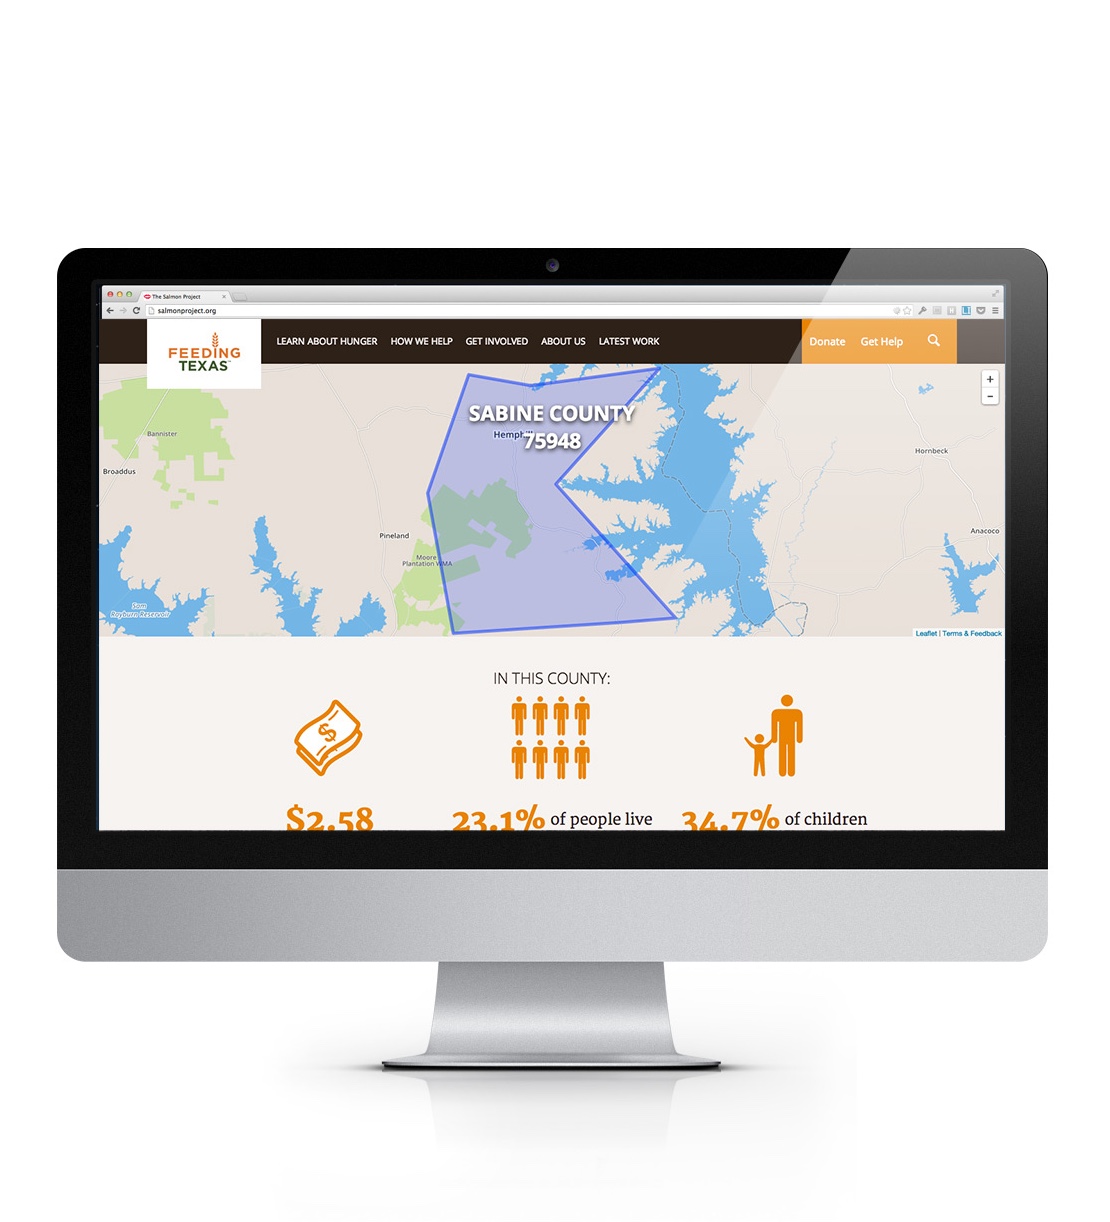 The Salmon Project
salmonproject.org
FEEDING
TEXAS
LEARN ABOUT HUNGER HOW WE HELP GET INVOLVED ABOUT US LATEST WORK
Donate Get Help
+
−
SABINE COUNTY
75948
Hemph
Bannister
Broaddus
Hornbeck
Pineland
Anacoco
Moore
Plantation WMA
Sam
Rayburn Reservoir
Leaflet | Terms & Feedback
IN THIS COUNTY:
$
$2.58
23.1% of people live
34.7% of children